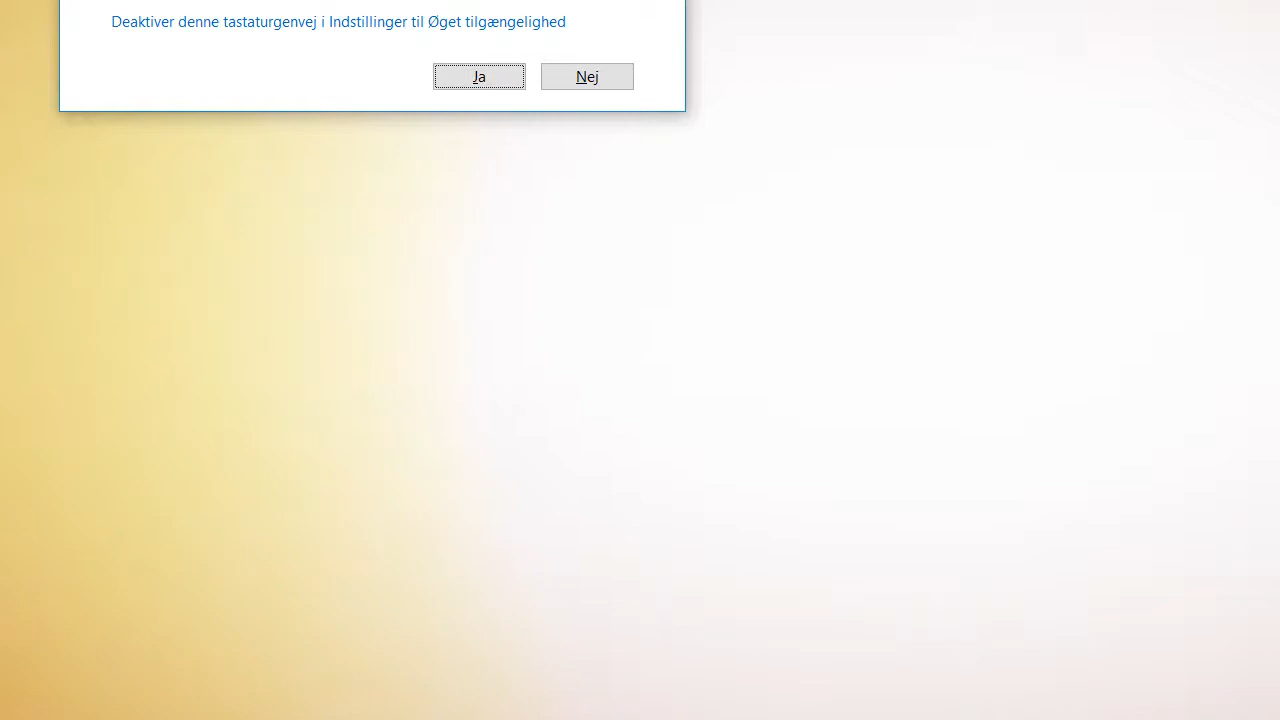 Deaktiver denne tastaturgenvej i Indstillinger til Øget tilgængelighed
Ja
Nej